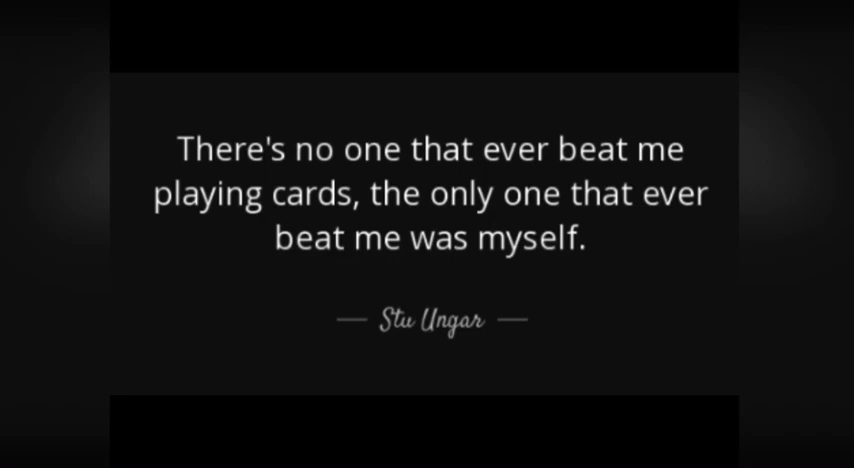 There's no one that ever beat me
playing cards, the only one that ever
beat me was myself.
— Stu Ungar —